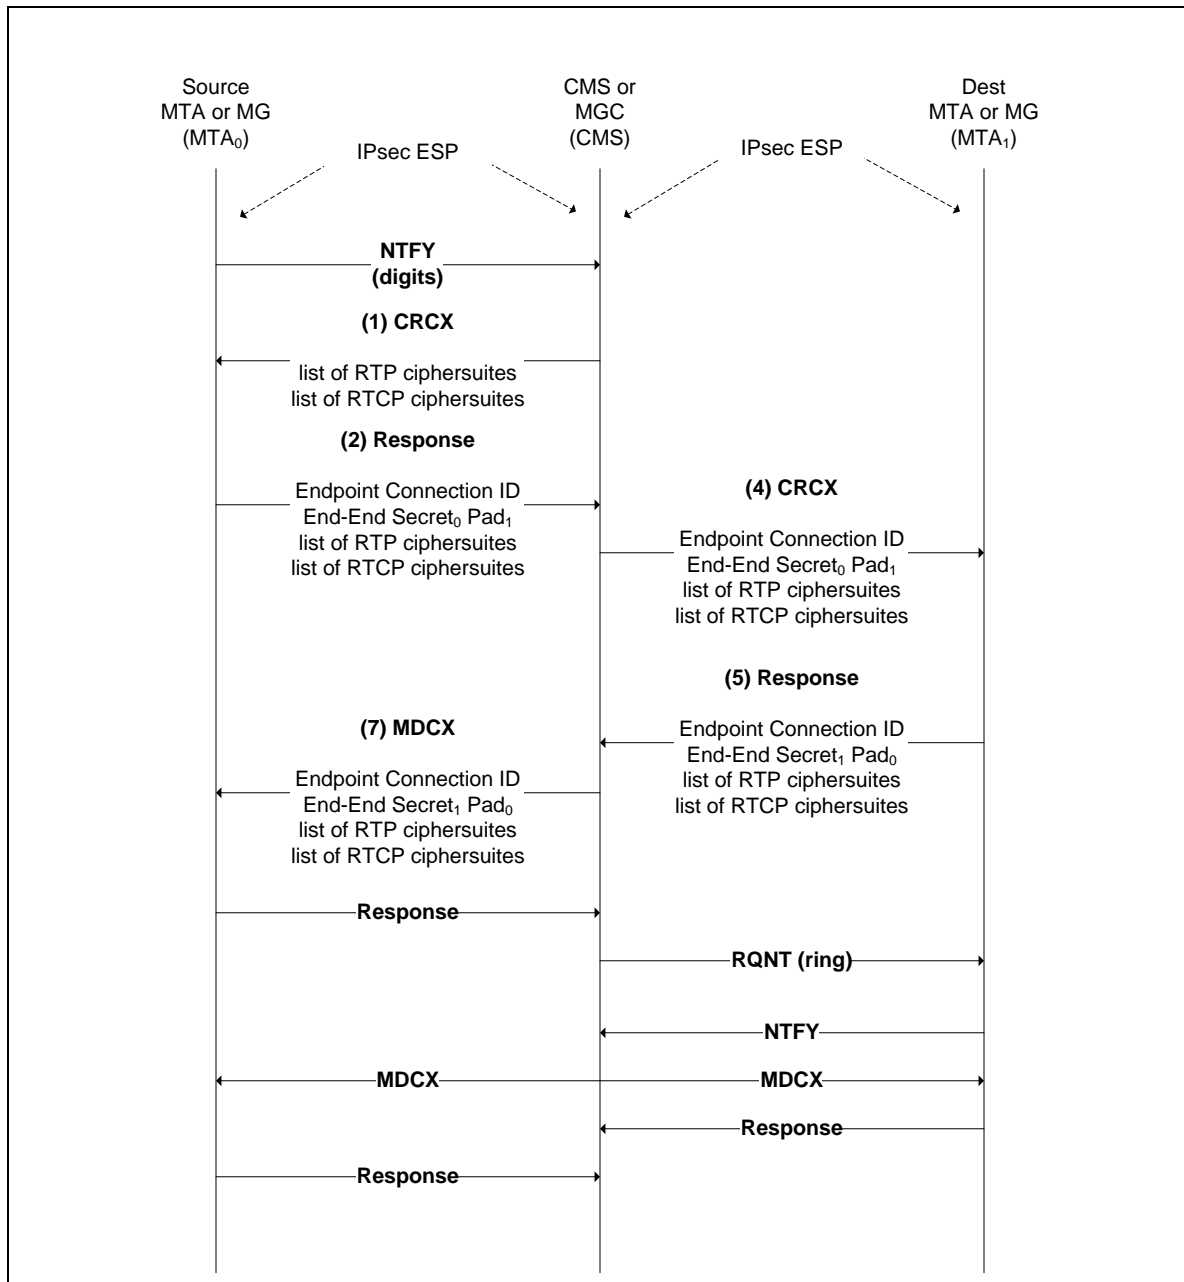 Source
MTA or MG
(MTA₀)
CMS or
MGC
(CMS)
Dest
MTA or MG
(MTA₁)
IPsec ESP
IPsec ESP
NTFY
(digits)
(1) CRCX
list of RTP ciphersuites
list of RTCP ciphersuites
(2) Response
Endpoint Connection ID
End-End Secret₀ Pad₁
list of RTP ciphersuites
list of RTCP ciphersuites
(4) CRCX
Endpoint Connection ID
End-End Secret₀ Pad₁
list of RTP ciphersuites
list of RTCP ciphersuites
(5) Response
Endpoint Connection ID
End-End Secret₁ Pad₀
list of RTP ciphersuites
list of RTCP ciphersuites
(7) MDCX
Endpoint Connection ID
End-End Secret₁ Pad₀
list of RTP ciphersuites
list of RTCP ciphersuites
Response
RQNT (ring)
NTFY
MDCX
MDCX
Response
Response